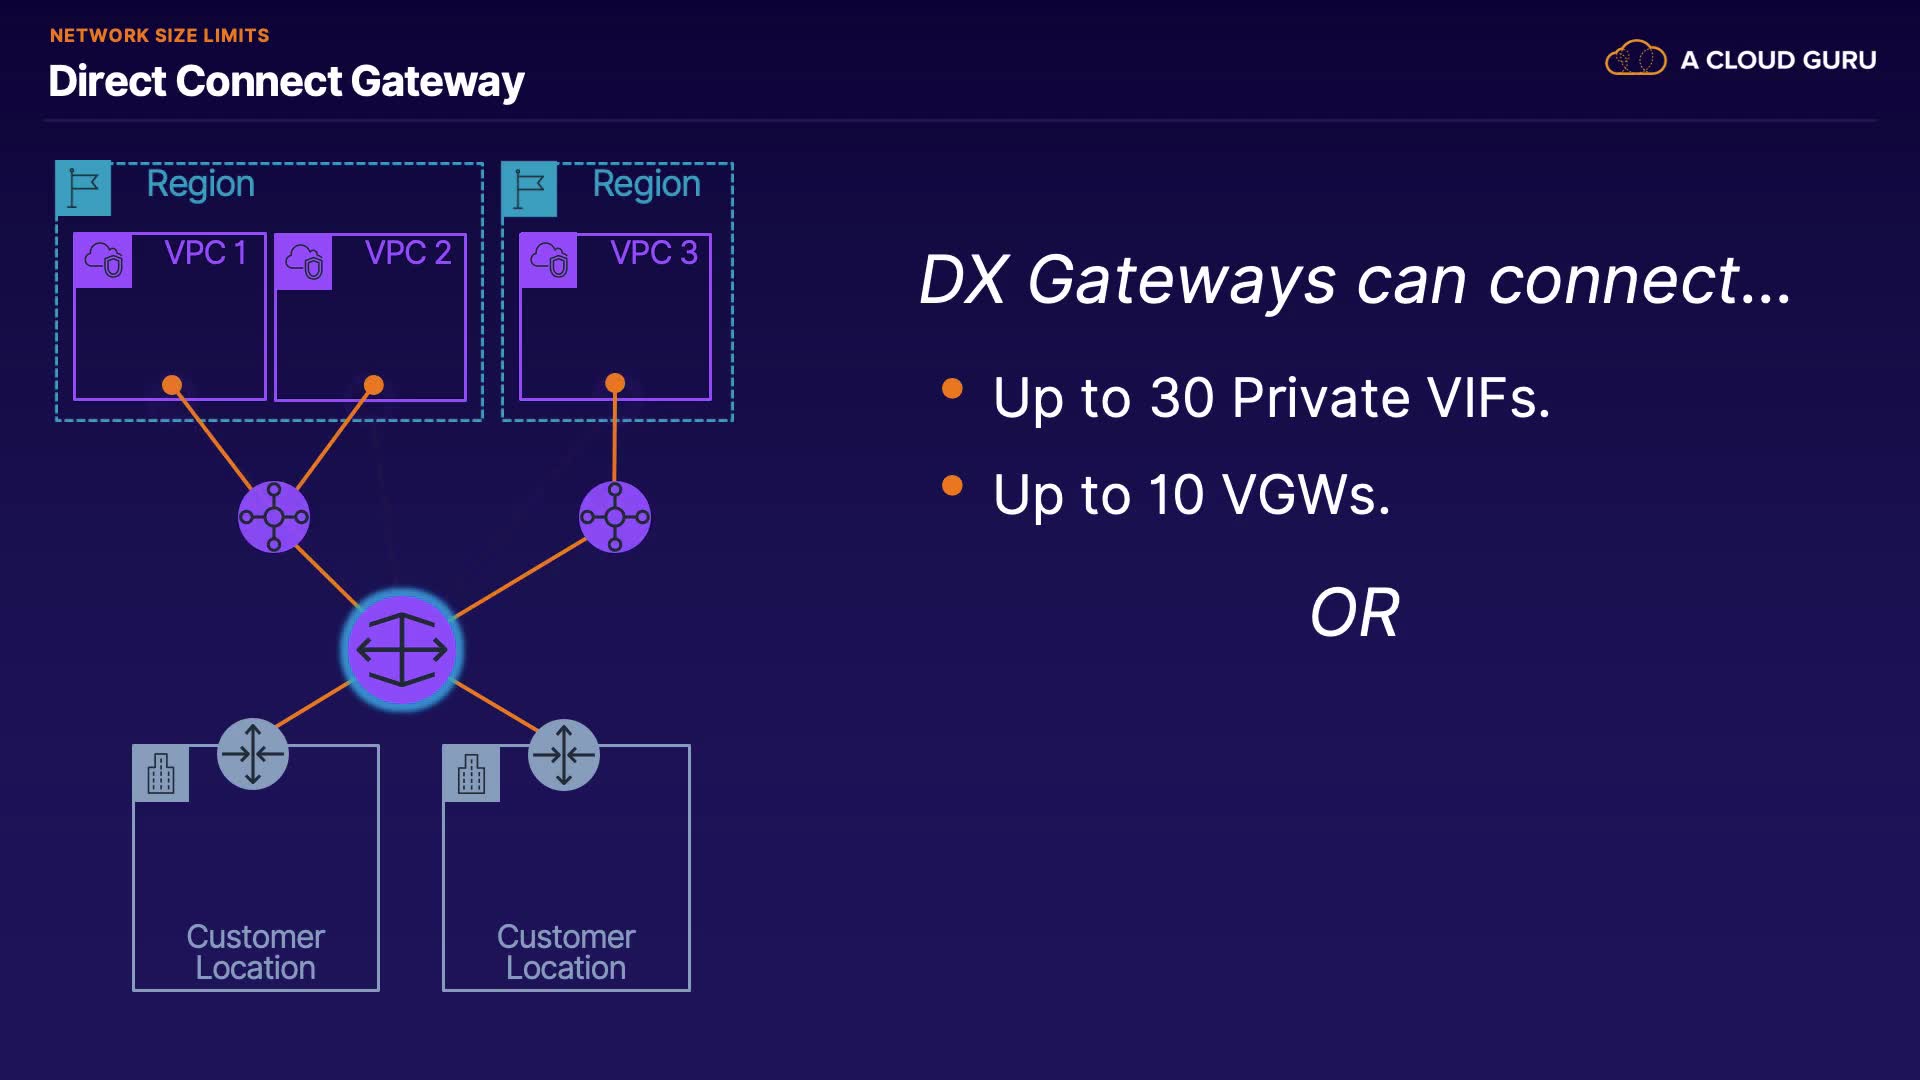 NETWORK SIZE LIMITS
Direct Connect Gateway
A CLOUD GURU
Region
Region
VPC 1
VPC 2
VPC 3
DX Gateways can connect...
Up to 30 Private VIFs.
Up to 10 VGWs.
OR
Customer
Location
Customer
Location